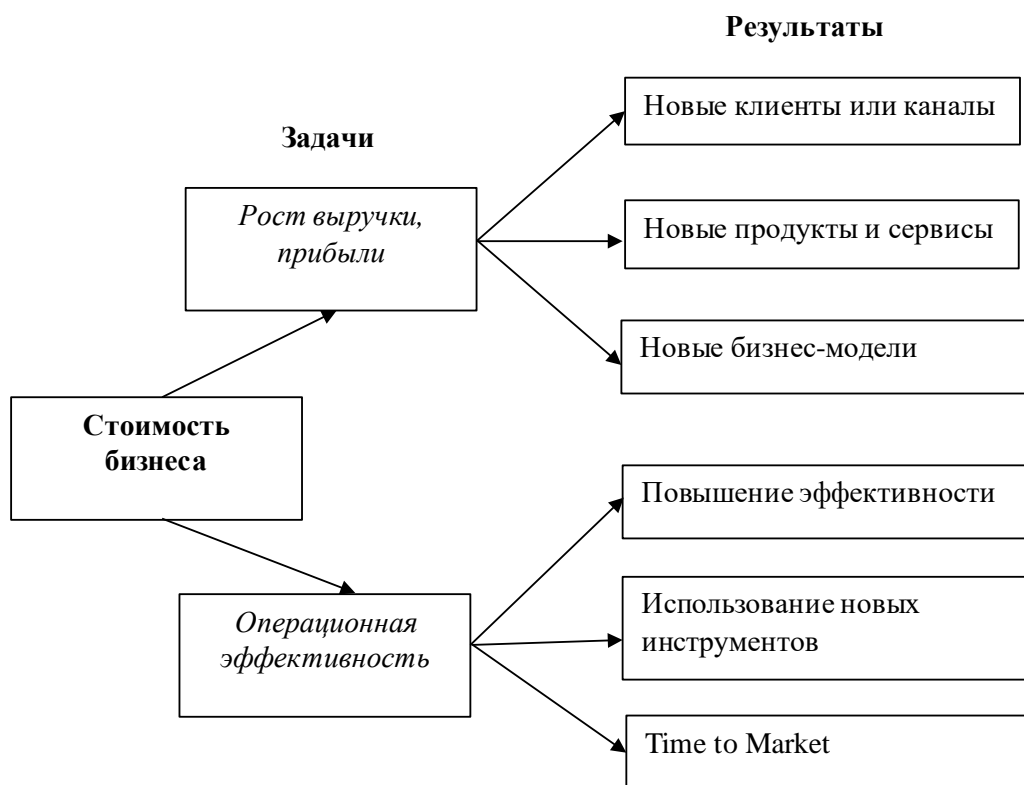 Результаты
Задачи
Новые клиенты или каналы
Рост выручки,
прибыли
Новые продукты и сервисы
Новые бизнес-модели
Стоимость
бизнеса
Повышение эффективности
Операционная
эффективность
Использование новых
инструментов
Time to Market